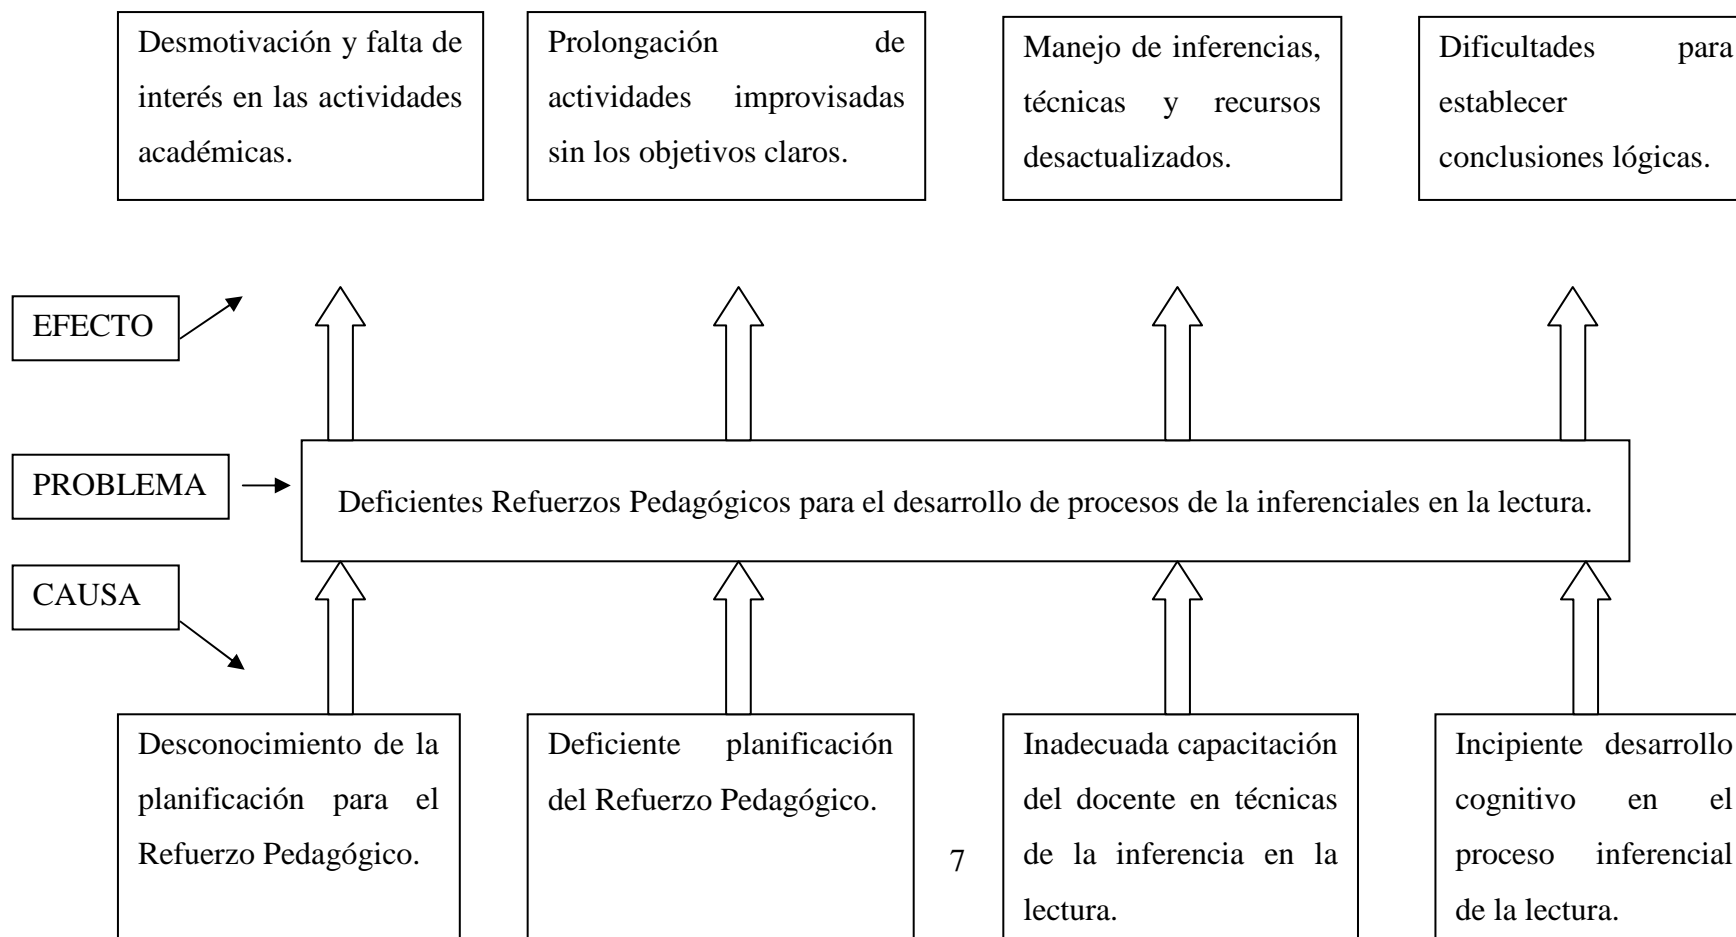 Desmotivación y falta de
interés en las actividades
académicas.
Prolongación de
actividades improvisadas
sin los objetivos claros.
Manejo de inferencias,
técnicas y recursos
desactualizados.
Dificultades para
establecer
conclusiones lógicas.
EFECTO
PROBLEMA
Deficientes Refuerzos Pedagógicos para el desarrollo de procesos de la inferenciales en la lectura.
CAUSA
Desconocimiento de la
planificación para el
Refuerzo Pedagógico.
Deficiente planificación
del Refuerzo Pedagógico.
Inadecuada capacitación
del docente en técnicas
de la inferencia en la
lectura.
Incipiente desarrollo
cognitivo en el
proceso inferencial
de la lectura.
7